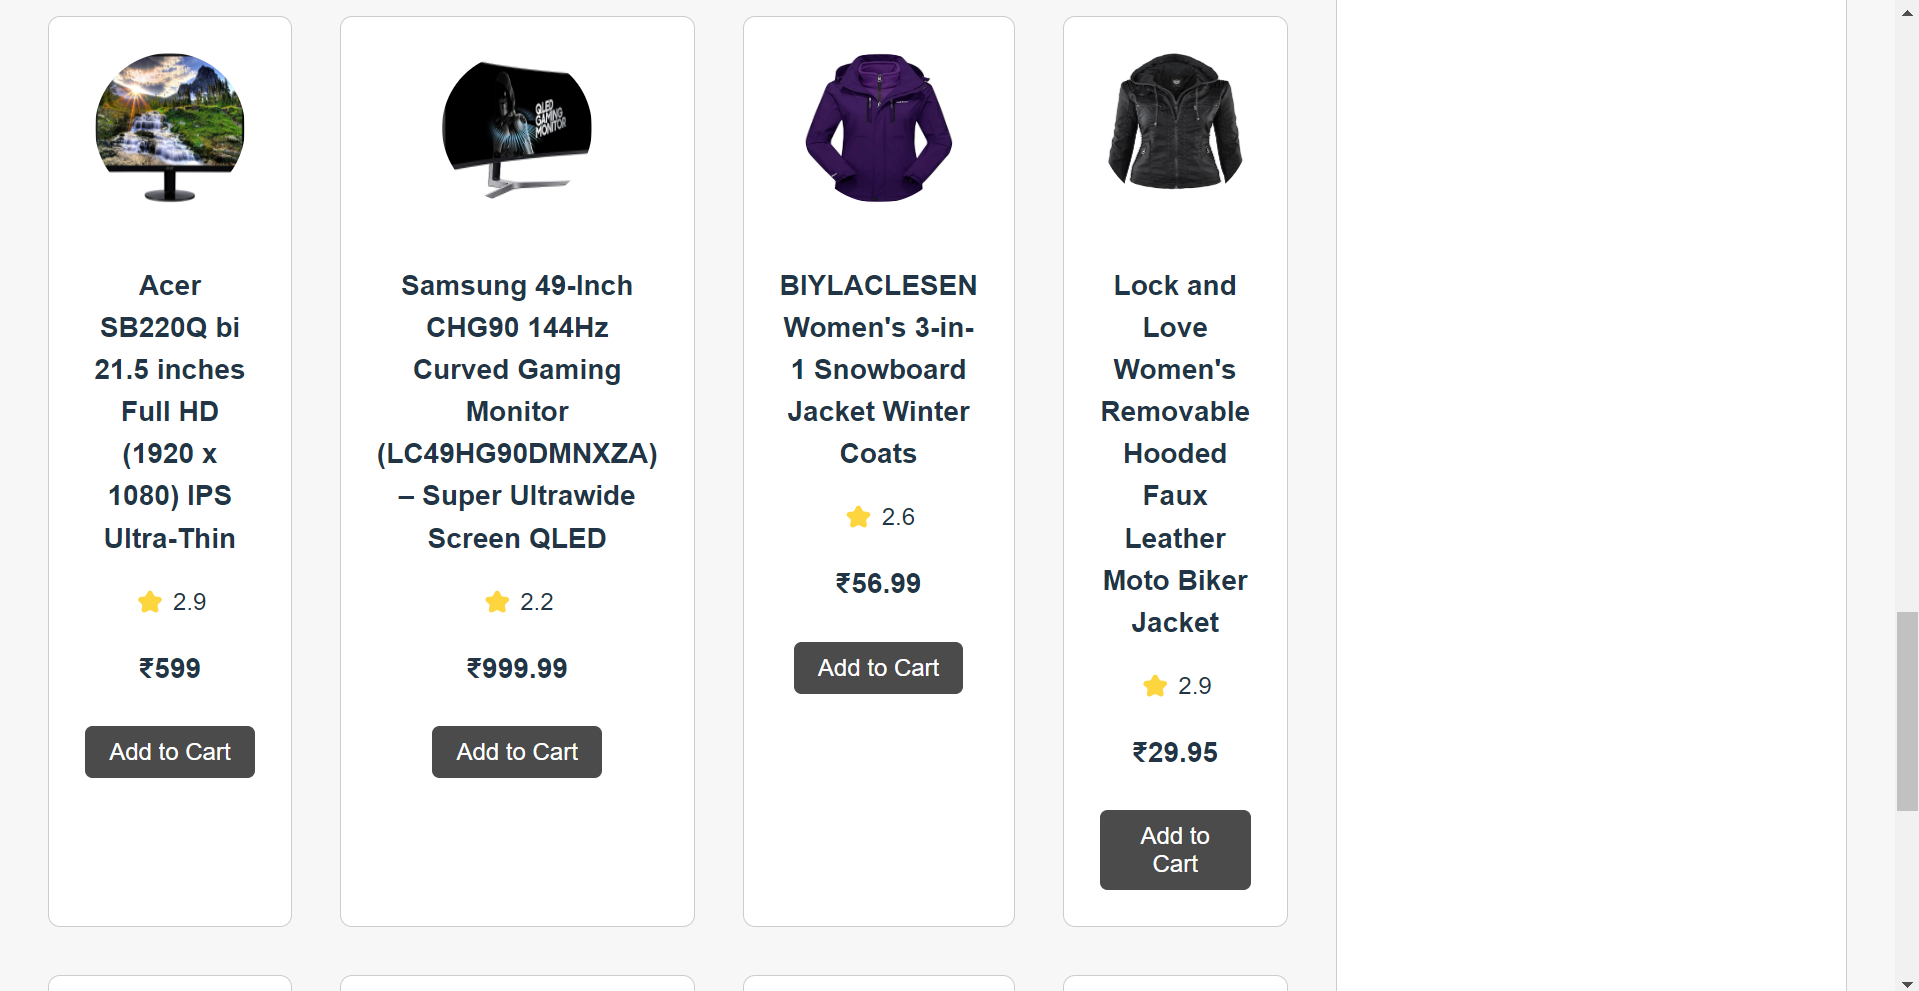 QLED
GAMING
MONITOR
Acer
SB220Q bi
21.5 inches
Full HD
(1920 x
1080) IPS
Ultra-Thin
2.9
₹599
Add to Cart
Samsung 49-Inch
CHG90 144Hz
Curved Gaming
Monitor
(LC49HG90DMNXZA)
– Super Ultrawide
Screen QLED
2.2
₹999.99
Add to Cart
BIYLACLESEN
Women's 3-in-
1 Snowboard
Jacket Winter
Coats
2.6
₹56.99
Add to Cart
Lock and
Love
Women's
Removable
Hooded
Faux
Leather
Moto Biker
Jacket
2.9
₹29.95
Add to
Cart